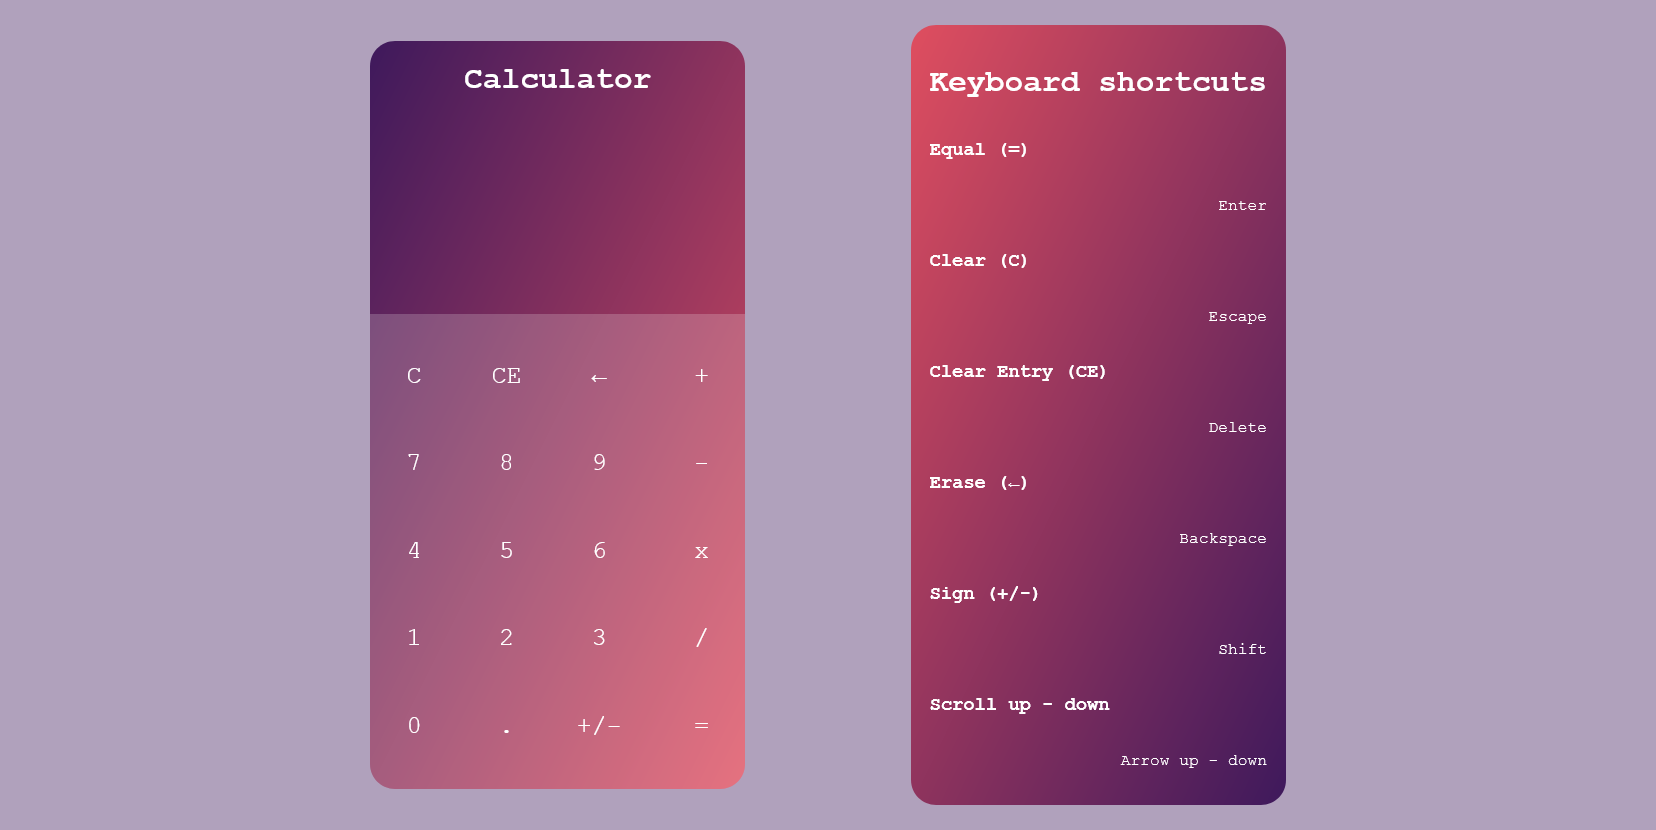 Calculator
C CE ← +
7 8 9 -
4 5 6 x
1 2 3 /
0 . +/- =
Keyboard shortcuts
Equal (=)
Enter
Clear (C)
Escape
Clear Entry (CE)
Delete
Erase (←)
Backspace
Sign (+/-)
Shift
Scroll up - down
Arrow up - down